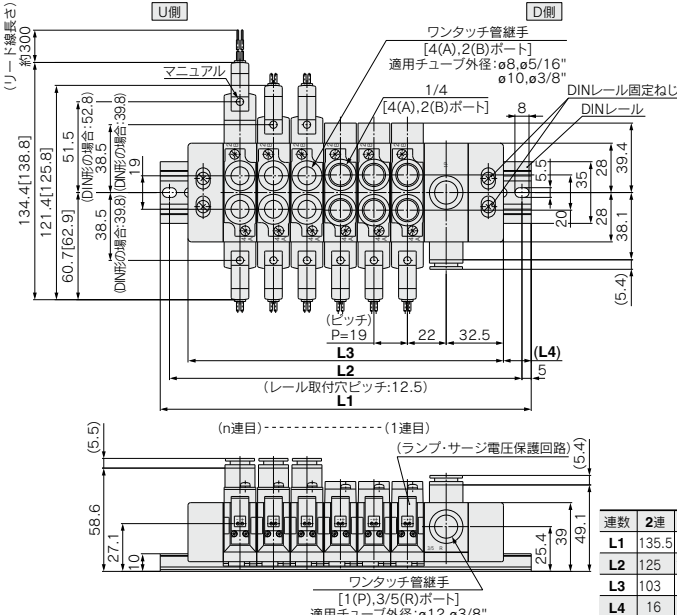 U側
D側
(リード線長さ)
約300
マニュアル
ワンタッチ管継手
[4(A),2(B)ポート]
適用チューブ外径:ø8,ø5/16"
ø10,ø3/8"
1/4
[4(A),2(B)ポート]
8
DINレール固定ねじ
DINレール
134.4[138.8]
121.4[125.8]
60.7[62.9]
51.5
(DIN形の場合:52.8)
38.5
(DIN形の場合:39.8)
19
38.5
(DIN形の場合:39.8)
5.5
35
20
28
28
39.4
38.1
(5.4)
(ピッチ)
P=19
22
32.5
L3
(L4)
L2
5
(レール取付穴ピッチ:12.5)
L1
(n連目)
(1連目)
(ランプ・サージ電圧保護回路)
(5.5)
58.6
27.1
10
(5.4)
25.4
39
49.1
ワンタッチ管継手
[1(P),3/5(R)ポート]
適用チューブ外径:ø12,ø3/8"
連数 2連
L1 135.5
L2 125
L3 103
L4 16